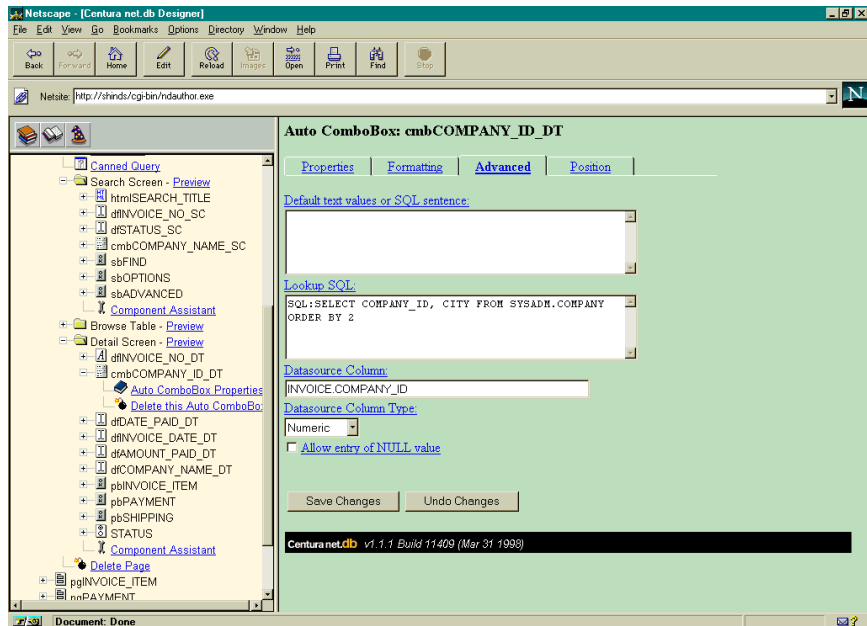 Netscape - [Centura net.db Designer]
File Edit View Go Bookmarks Options Directory Window Help
Back Forward Home Edit Reload Images Open Print Find Stop
Netsite: http://shinds/cgi-bin/ndauthor.exe
N
Canned Query
Search Screen - Preview
htmlSEARCH_TITLE
dfINVOICE_NO_SC
dfSTATUS_SC
cmbCOMPANY_NAME_SC
sbFIND
sbOPTIONS
sbADVANCED
Component Assistant
Browse Table - Preview
Detail Screen - Preview
dfINVOICE_NO_DT
cmbCOMPANY_ID_DT
Auto ComboBox Properties
Delete this Auto ComboBo
dfDATE_PAID_DT
dfINVOICE_DATE_DT
dfAMOUNT_PAID_DT
dfCOMPANY_NAME_DT
pbINVOICE_ITEM
pbPAYMENT
pbSHIPPING
STATUS
Component Assistant
Delete Page
pgINVOICE_ITEM
pgPAYMENT
Auto ComboBox: cmbCOMPANY_ID_DT
Properties Formatting Advanced Position
Default text values or SQL sentence:
Lookup SQL:
SQL:SELECT COMPANY_ID, CITY FROM SYSADM.COMPANY
ORDER BY 2
Datasource Column:
INVOICE.COMPANY_ID
Datasource Column Type:
Numeric
Allow entry of NULL value
Save Changes Undo Changes
Centura net.db v1.1.1 Build 11409 (Mar 31 1998)
Document: Done